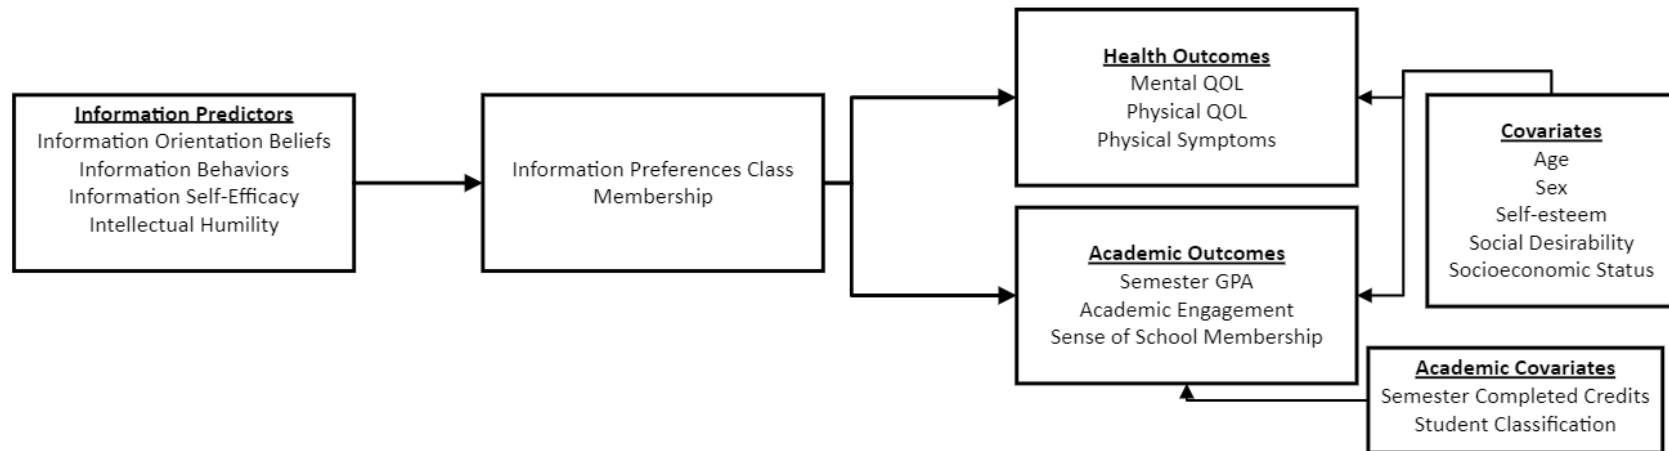 Information Predictors
Information Orientation Beliefs
Information Behaviors
Information Self-Efficacy
Intellectual Humility
Information Preferences Class
Membership
Health Outcomes
Mental QOL
Physical QOL
Physical Symptoms
Academic Outcomes
Semester GPA
Academic Engagement
Sense of School Membership
Covariates
Age
Sex
Self-esteem
Social Desirability
Socioeconomic Status
Academic Covariates
Semester Completed Credits
Student Classification